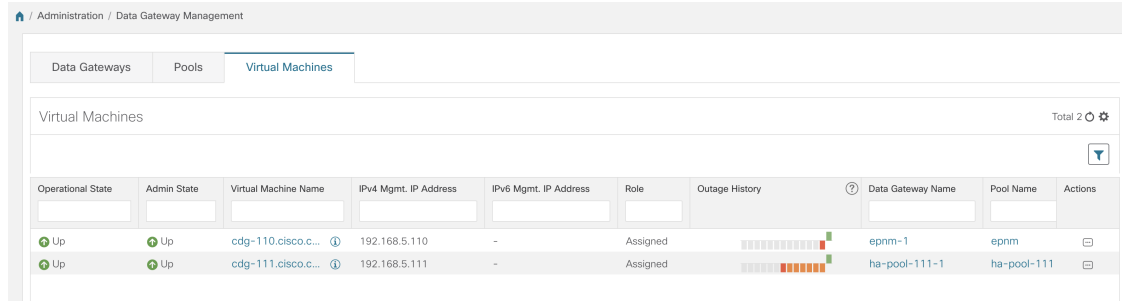 / Administration / Data Gateway Management
Data Gateways Pools Virtual Machines
Virtual Machines Total 2
Operational State Admin State Virtual Machine Name IPv4 Mgmt. IP Address IPv6 Mgmt. IP Address Role Outage History ? Data Gateway Name Pool Name Actions
Up Up cdg-110.cisco.c... i 192.168.5.110 - Assigned epnm-1 epnm ...
Up Up cdg-111.cisco.c... i 192.168.5.111 - Assigned ha-pool-111-1 ha-pool-111 ...